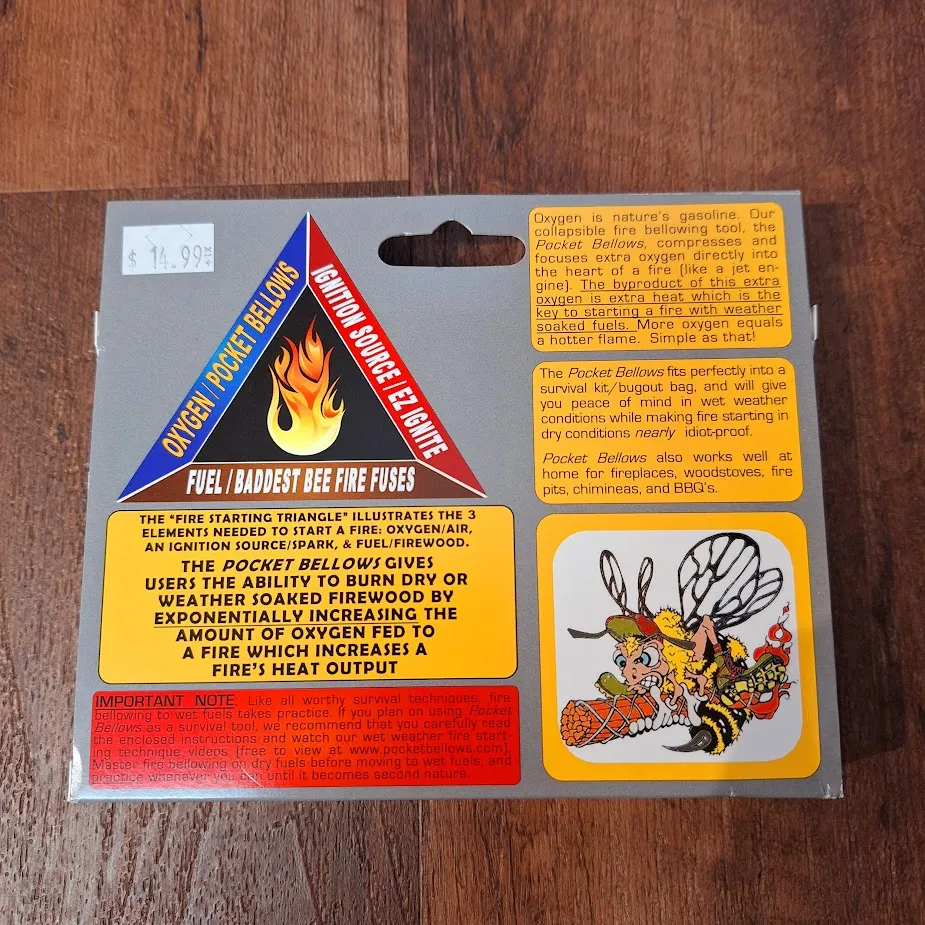 $ 14.99
OXYGEN / POCKET BELLOWS
IGNITION SOURCE / EZ IGNITE
FUEL / BADDEST BEE FIRE FUSES
THE "FIRE STARTING TRIANGLE" ILLUSTRATES THE 3
ELEMENTS NEEDED TO START A FIRE: OXYGEN/AIR,
AN IGNITION SOURCE/SPARK, & FUEL/FIREWOOD.
THE POCKET BELLOWS GIVES
USERS THE ABILITY TO BURN DRY OR
WEATHER SOAKED FIREWOOD BY
EXPONENTIALLY INCREASING THE
AMOUNT OF OXYGEN FED TO
A FIRE WHICH INCREASES A
FIRE'S HEAT OUTPUT
IMPORTANT NOTE: Like all worthy survival techniques, fire
bellowing to wet fuels takes practice. If you plan on using Pocket
Bellows as a survival tool, we recommend that you carefully read
the enclosed instructions and watch our wet weather fire start-
ing technique videos (free to view at www.pocketbellows.com).
Master fire bellowing on dry fuels before moving to wet fuels, and
practice whenever you can until it becomes second nature.
Oxygen is nature's gasoline. Our
collapsible fire bellowing tool, the
Pocket Bellows, compresses and
focuses extra oxygen directly into
the heart of a fire (like a jet en-
gine). The byproduct of this extra
oxygen is extra heat which is the
key to starting a fire with weather
soaked fuels. More oxygen equals
a hotter flame. Simple as that!
The Pocket Bellows fits perfectly into a
survival kit/bugout bag, and will give
you peace of mind in wet weather
conditions while making fire starting in
dry conditions nearly idiot-proof.
Pocket Bellows also works well at
home for fireplaces, woodstoves, fire
pits, chimineas, and BBQ's.